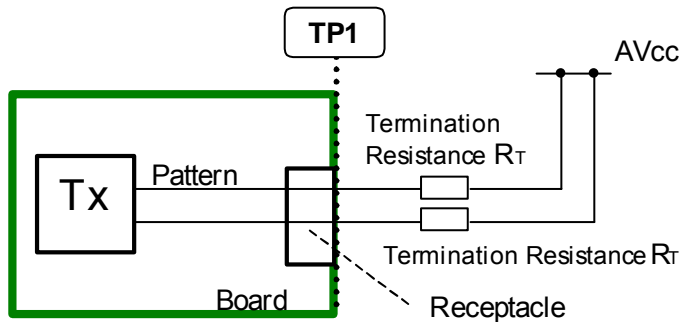 TP1
AVcc
Termination
Resistance RT
Tx
Pattern
Termination Resistance RT
Board
Receptacle